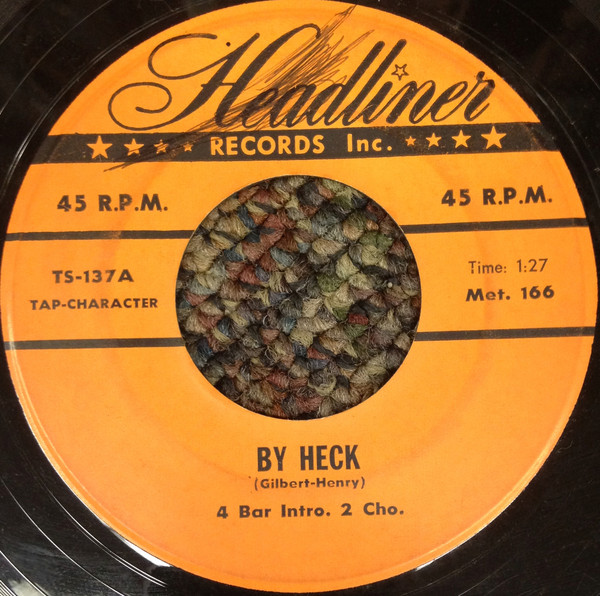 Headliner
RECORDS Inc.
45 R.P.M.
45 R.P.M.
TS-137A
TAP-CHARACTER
Time: 1:27
Met. 166
BY HECK
(Gilbert-Henry)
4 Bar Intro. 2 Cho.